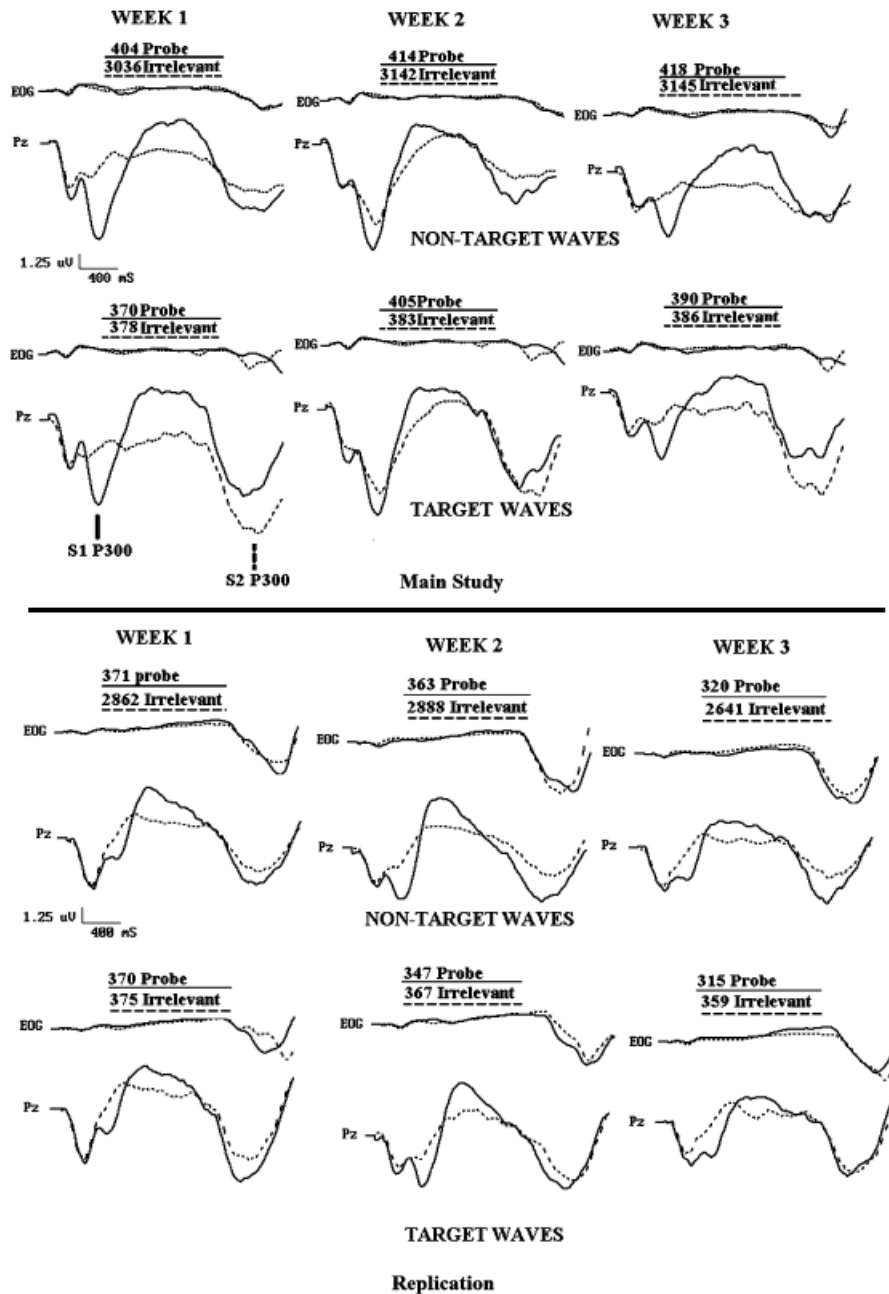 WEEK 1
WEEK 2
WEEK 3
404 Probe
3036 Irrelevant
414 Probe
3142 Irrelevant
418 Probe
3145 Irrelevant
EOG
EOG
EOG
Pz
Pz
Pz
NON-TARGET WAVES
1.25 uV
400 mS
370 Probe
378 Irrelevant
405 Probe
383 Irrelevant
390 Probe
386 Irrelevant
EOG
EOG
EOG
Pz
Pz
Pz
TARGET WAVES
S1 P300
S2 P300
Main Study
WEEK 1
WEEK 2
WEEK 3
371 probe
2862 Irrelevant
363 Probe
2888 Irrelevant
320 Probe
2641 Irrelevant
EOG
EOG
EOG
Pz
Pz
Pz
1.25 uV
400 mS
NON-TARGET WAVES
370 Probe
375 Irrelevant
347 Probe
367 Irrelevant
315 Probe
359 Irrelevant
EOG
EOG
EOG
Pz
Pz
Pz
TARGET WAVES
Replication